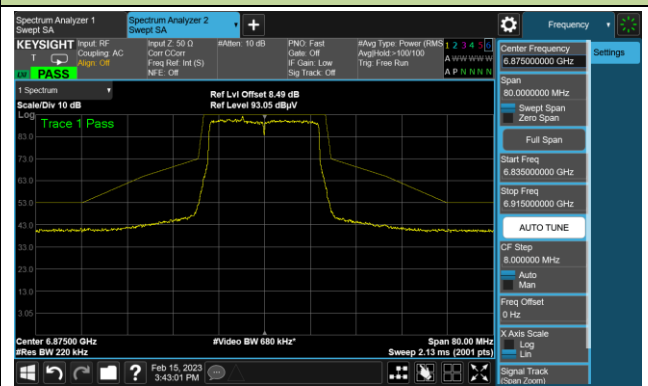 Spectrum Analyzer 1
Swept SA
Spectrum Analyzer 2
Swept SA
Frequency
KEYSIGHT
Input: RF
Coupling: AC
Align: Off
Input Z: 50 Ω
Corr CCorr
Freq Ref: Int (S)
NFE: Off
#Atten: 10 dB
PNO: Fast
Gate: Off
IF Gain: Low
Sig Track: Off
#Avg Type: Power (RMS
Avg|Hold:>100/100
Trig: Free Run
1 2 3 4 5 6
A W W W W W
A P N N N N
T
PASS
1 Spectrum
Scale/Div 10 dB
Ref Lvl Offset 8.49 dB
Ref Level 93.05 dBµV
Log
Trace 1 Pass
83.0
73.0
63.0
53.0
43.0
33.0
23.0
13.0
3.05
Center 6.87500 GHz
#Res BW 220 kHz
#Video BW 680 kHz*
Span 80.00 MHz
Sweep 2.13 ms (2001 pts)
Feb 15, 2023
3:43:01 PM
?
Center Frequency
6.875000000 GHz
Settings
Span
80.0000000 MHz
Swept Span
Zero Span
Full Span
Start Freq
6.835000000 GHz
Stop Freq
6.915000000 GHz
AUTO TUNE
CF Step
8.000000 MHz
Auto
Man
Freq Offset
0 Hz
X Axis Scale
Log
Lin
Signal Track
(Span Zoom)